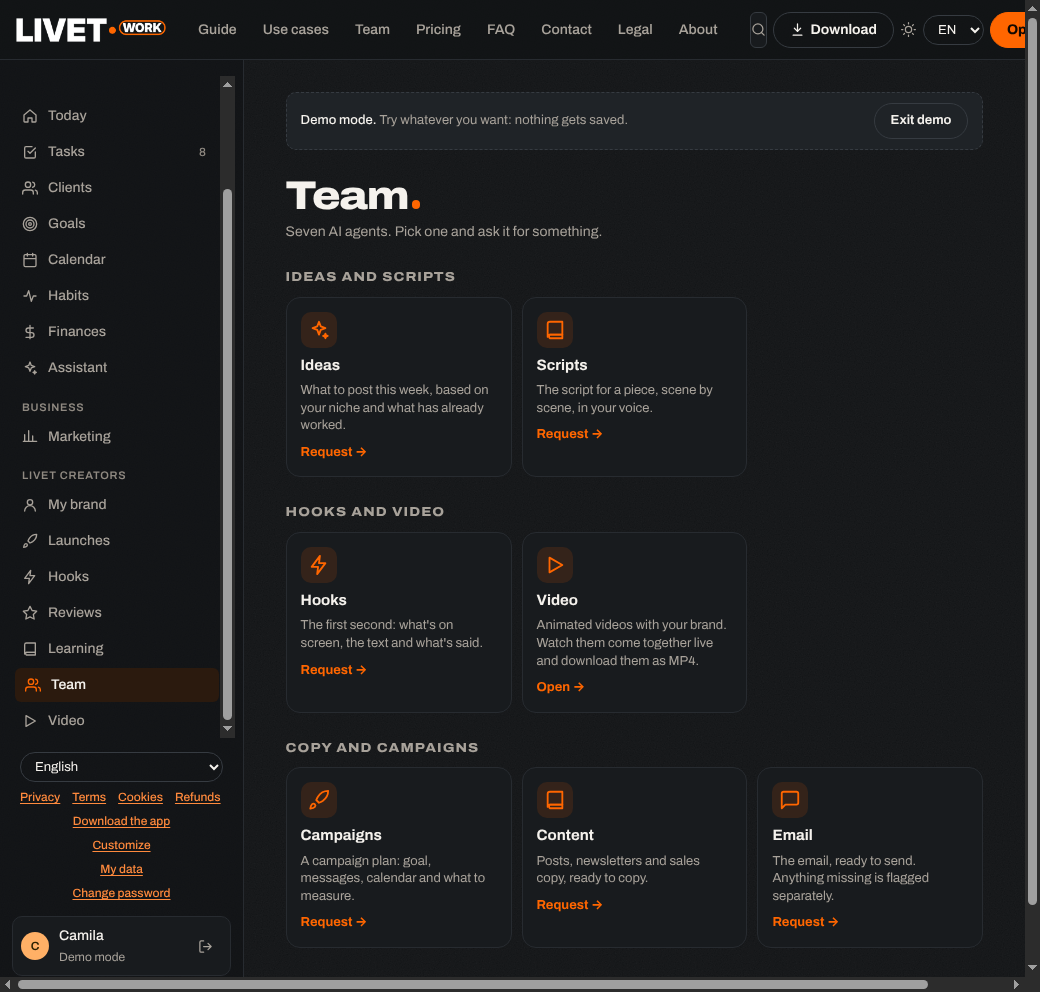 LIVET WORK
Guide
Use cases
Team
Pricing
FAQ
Contact
Legal
About
Download
EN
Op
Today
Tasks 8
Clients
Goals
Calendar
Habits
Finances
Assistant
BUSINESS
Marketing
LIVET CREATORS
My brand
Launches
Hooks
Reviews
Learning
Team
Video
English
Privacy Terms Cookies Refunds
Download the app
Customize
My data
Change password
C
Camila
Demo mode
Demo mode. Try whatever you want: nothing gets saved.
Exit demo
Team.
Seven AI agents. Pick one and ask it for something.
IDEAS AND SCRIPTS
Ideas
What to post this week, based on
your niche and what has already
worked.
Request →
Scripts
The script for a piece, scene by
scene, in your voice.
Request →
HOOKS AND VIDEO
Hooks
The first second: what's on
screen, the text and what's said.
Request →
Video
Animated videos with your brand.
Watch them come together live
and download them as MP4.
Open →
COPY AND CAMPAIGNS
Campaigns
A campaign plan: goal,
messages, calendar and what to
measure.
Request →
Content
Posts, newsletters and sales
copy, ready to copy.
Request →
Email
The email, ready to send.
Anything missing is flagged
separately.
Request →